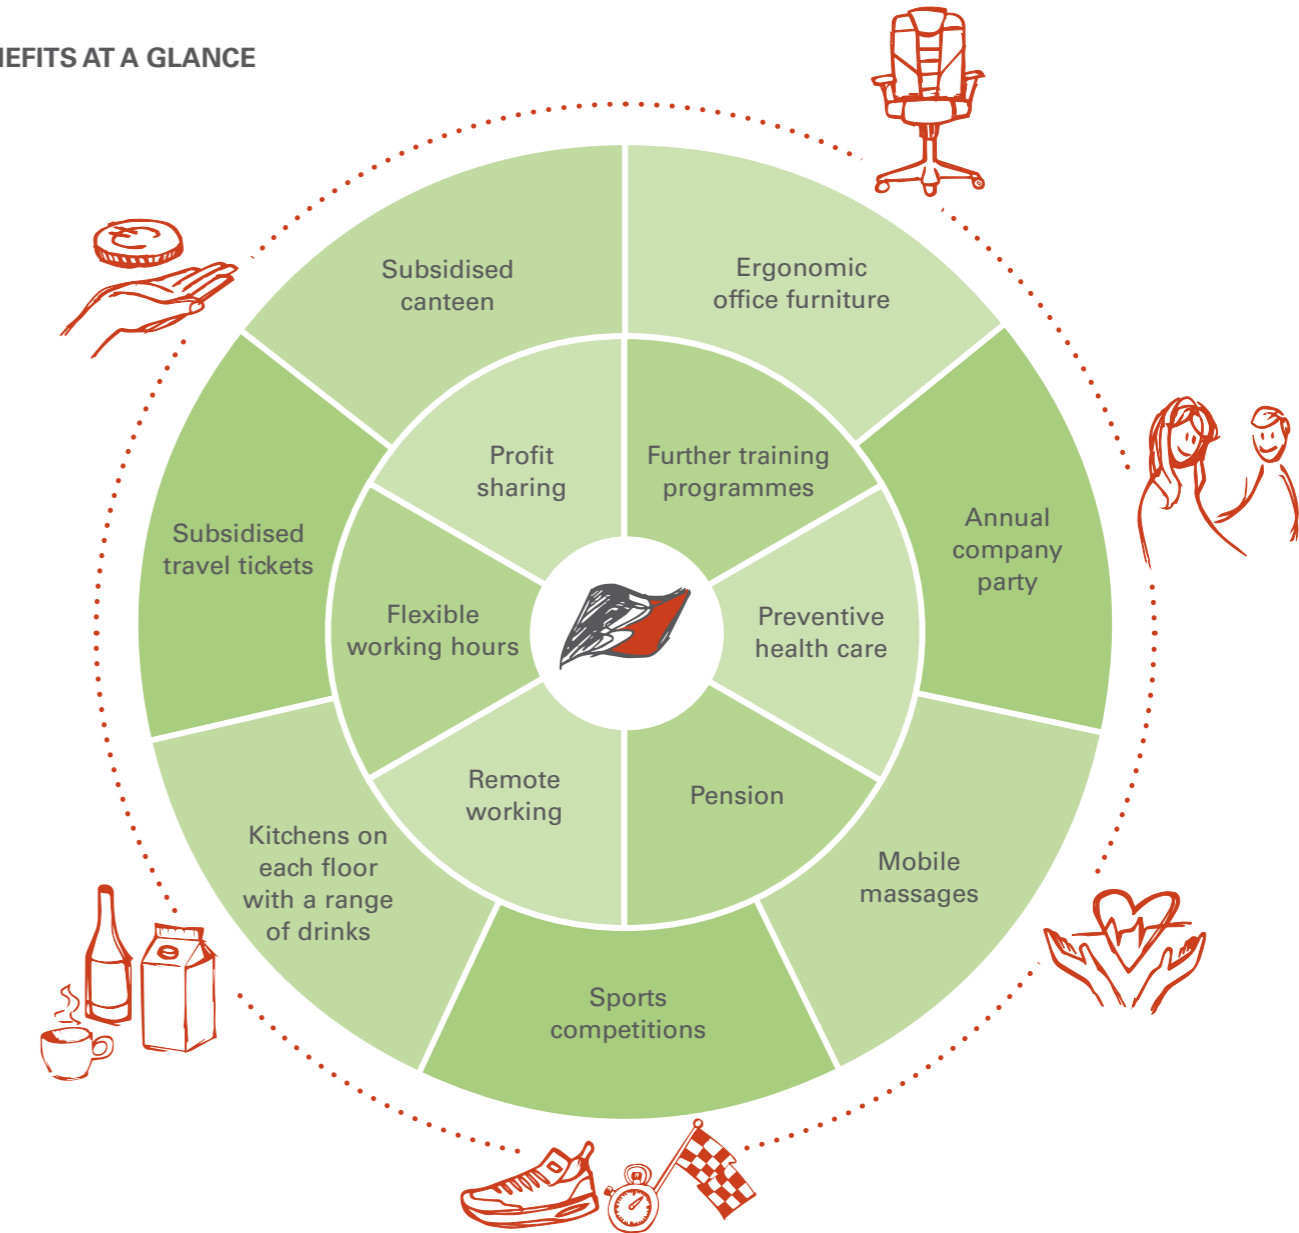 NEFITS AT A GLANCE
Subsidised
canteen
Ergonomic
office furniture
Profit
sharing
Further training
programmes
Annual
company
party
Subsidised
travel tickets
Flexible
working hours
Preventive
health care
Remote
working
Pension
Kitchens on
each floor
with a range
of drinks
Mobile
massages
Sports
competitions